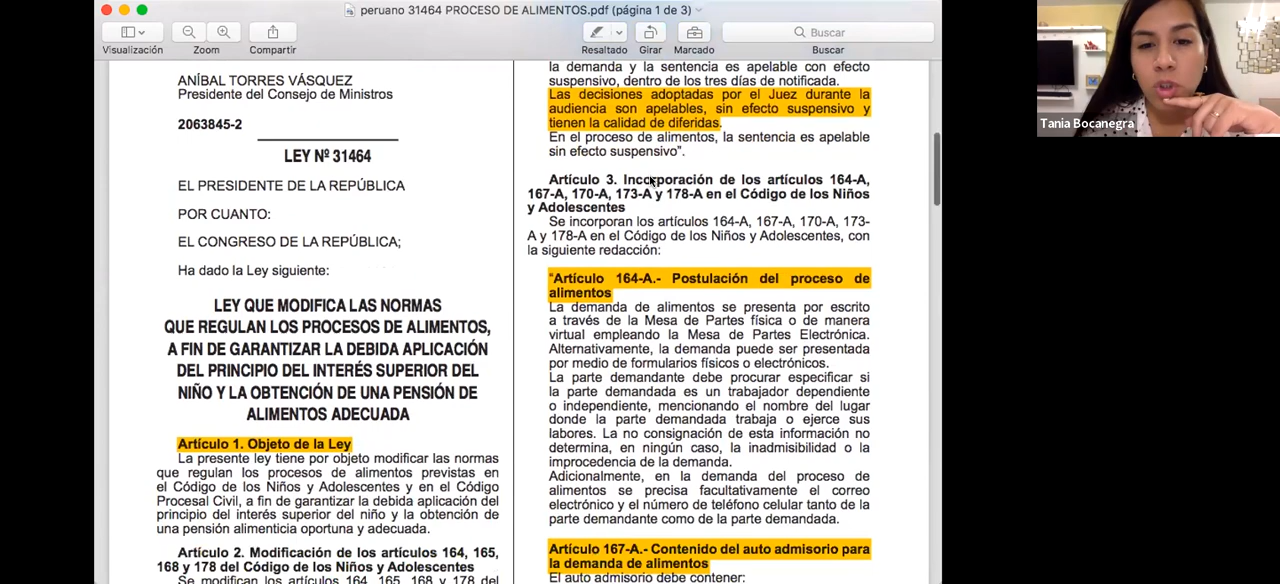 peruano 31464 PROCESO DE ALIMENTOS.pdf (página 1 de 3)
Visualización
Zoom
Compartir
Resaltado
Girar
Marcado
Buscar
Buscar
ANÍBAL TORRES VÁSQUEZ
Presidente del Consejo de Ministros
2063845-2
LEY Nº 31464
EL PRESIDENTE DE LA REPÚBLICA
POR CUANTO:
EL CONGRESO DE LA REPÚBLICA;
Ha dado la Ley siguiente:
LEY QUE MODIFICA LAS NORMAS
QUE REGULAN LOS PROCESOS DE ALIMENTOS,
A FIN DE GARANTIZAR LA DEBIDA APLICACIÓN
DEL PRINCIPIO DEL INTERÉS SUPERIOR DEL
NIÑO Y LA OBTENCIÓN DE UNA PENSIÓN DE
ALIMENTOS ADECUADA
Artículo 1. Objeto de la Ley
La presente ley tiene por objeto modificar las normas
que regulan los procesos de alimentos previstas en
el Código de los Niños y Adolescentes y en el Código
Procesal Civil, a fin de garantizar la debida aplicación del
principio del interés superior del niño y la obtención de
una pensión alimenticia oportuna y adecuada.
Artículo 2. Modificación de los artículos 164, 165,
168 y 178 del Código de los Niños y Adolescentes
Se modifican los artículos 164, 165, 168 y 178 del
la demanda y la sentencia es apelable con efecto
suspensivo, dentro de los tres días de notificada.
Las decisiones adoptadas por el Juez durante la
audiencia son apelables, sin efecto suspensivo y
tienen la calidad de diferidas.
En el proceso de alimentos, la sentencia es apelable
sin efecto suspensivo”.
Artículo 3. Incorporación de los artículos 164-A,
167-A, 170-A, 173-A y 178-A en el Código de los Niños
y Adolescentes
Se incorporan los artículos 164-A, 167-A, 170-A, 173-
A y 178-A en el Código de los Niños y Adolescentes, con
la siguiente redacción:
“Artículo 164-A.- Postulación del proceso de
alimentos
La demanda de alimentos se presenta por escrito
a través de la Mesa de Partes física o de manera
virtual empleando la Mesa de Partes Electrónica.
Alternativamente, la demanda puede ser presentada
por medio de formularios físicos o electrónicos.
La parte demandante debe procurar especificar si
la parte demandada es un trabajador dependiente
o independiente, mencionando el nombre del lugar
donde la parte demandada trabaja o ejerce sus
labores. La no consignación de esta información no
determina, en ningún caso, la inadmisibilidad o la
improcedencia de la demanda.
Adicionalmente, en la demanda del proceso de
alimentos se precisa facultativamente el correo
electrónico y el número de teléfono celular tanto de la
parte demandante como de la parte demandada.
Artículo 167-A.- Contenido del auto admisorio para
la demanda de alimentos
El auto admisorio debe contener:
Tania Bocanegra